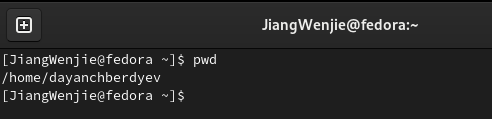 JiangWenjie@fedora:~
[JiangWenjie@fedora ~]$ pwd
/home/dayanchberdyev
[JiangWenjie@fedora ~]$